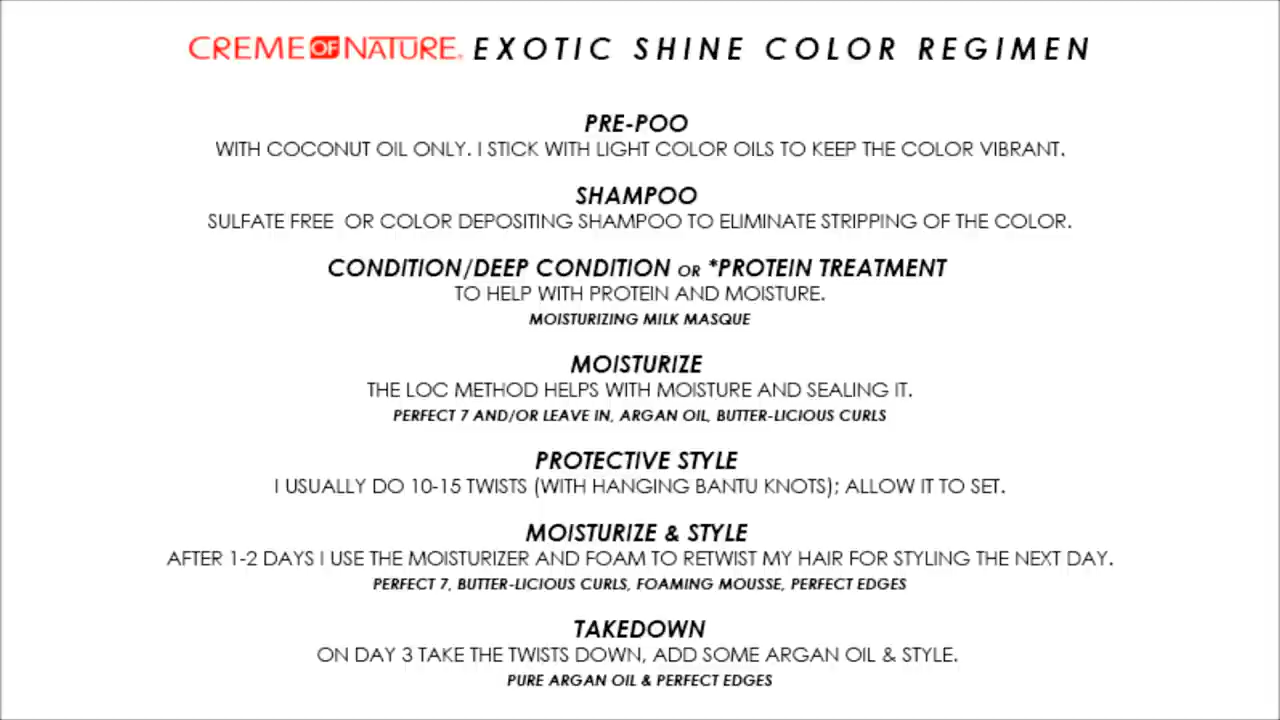 CREME OF NATURE. EXOTIC SHINE COLOR REGIMEN
PRE-POO
WITH COCONUT OIL ONLY. I STICK WITH LIGHT COLOR OILS TO KEEP THE COLOR VIBRANT.
SHAMPOO
SULFATE FREE OR COLOR DEPOSITING SHAMPOO TO ELIMINATE STRIPPING OF THE COLOR.
CONDITION/DEEP CONDITION OR *PROTEIN TREATMENT
TO HELP WITH PROTEIN AND MOISTURE.
MOISTURIZING MILK MASQUE
MOISTURIZE
THE LOC METHOD HELPS WITH MOISTURE AND SEALING IT.
PERFECT 7 AND/OR LEAVE IN, ARGAN OIL, BUTTER-LICIOUS CURLS
PROTECTIVE STYLE
I USUALLY DO 10-15 TWISTS (WITH HANGING BANTU KNOTS); ALLOW IT TO SET.
MOISTURIZE & STYLE
AFTER 1-2 DAYS I USE THE MOISTURIZER AND FOAM TO RETWIST MY HAIR FOR STYLING THE NEXT DAY.
PERFECT 7, BUTTER-LICIOUS CURLS, FOAMING MOUSSE, PERFECT EDGES
TAKEDOWN
ON DAY 3 TAKE THE TWISTS DOWN, ADD SOME ARGAN OIL & STYLE.
PURE ARGAN OIL & PERFECT EDGES